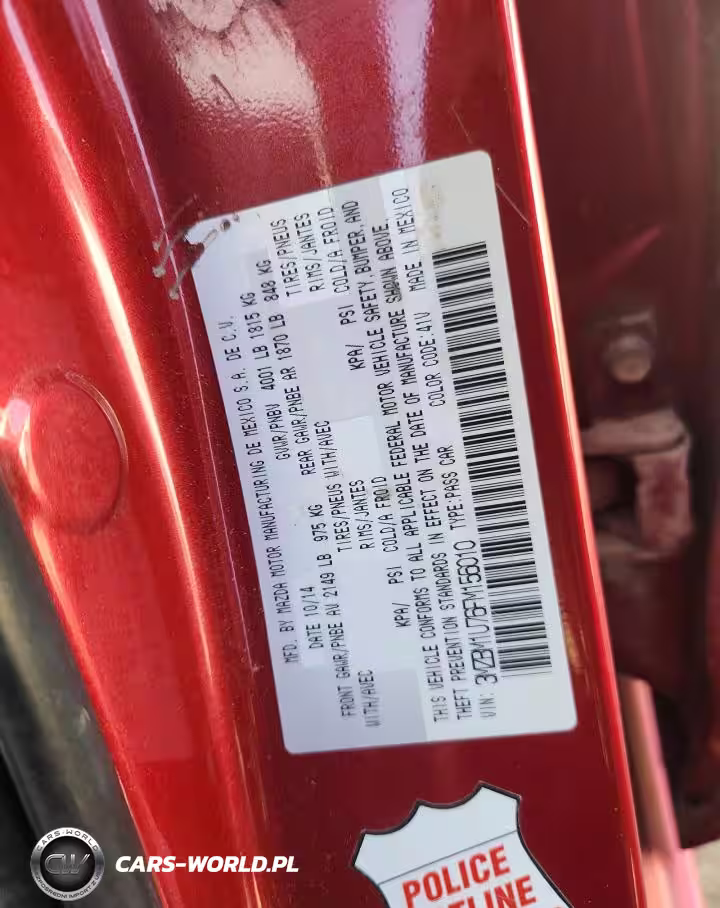 MFD. BY MAZDA MOTOR MANUFACTURING DE MEXICO S.A. DE C.V.
DATE 10/14 GVWR/PNBV 4001 LB 1815 KG
FRONT GAWR/PNBE AV 2149 LB 975 KG REAR GAWR/PNBE AR 1870 LB 848 KG
WITH/AVEC TIRES/PNEUS WITH/AVEC TIRES/PNEUS
RIMS/JANTES RIMS/JANTES
KPA/ PSI COLD/A FROID KPA/ PSI COLD/A FROID
THIS VEHICLE CONFORMS TO ALL APPLICABLE FEDERAL MOTOR VEHICLE SAFETY BUMPER, AND
THEFT PREVENTION STANDARDS IN EFFECT ON THE DATE OF MANUFACTURE SHOWN ABOVE.
VIN: 3MZBM1U76FM156010 TYPE:PASS CAR COLOR CODE:41V MADE IN MEXICO
POLICE
CARS-WORLD
CW
CARS-WORLD.PL